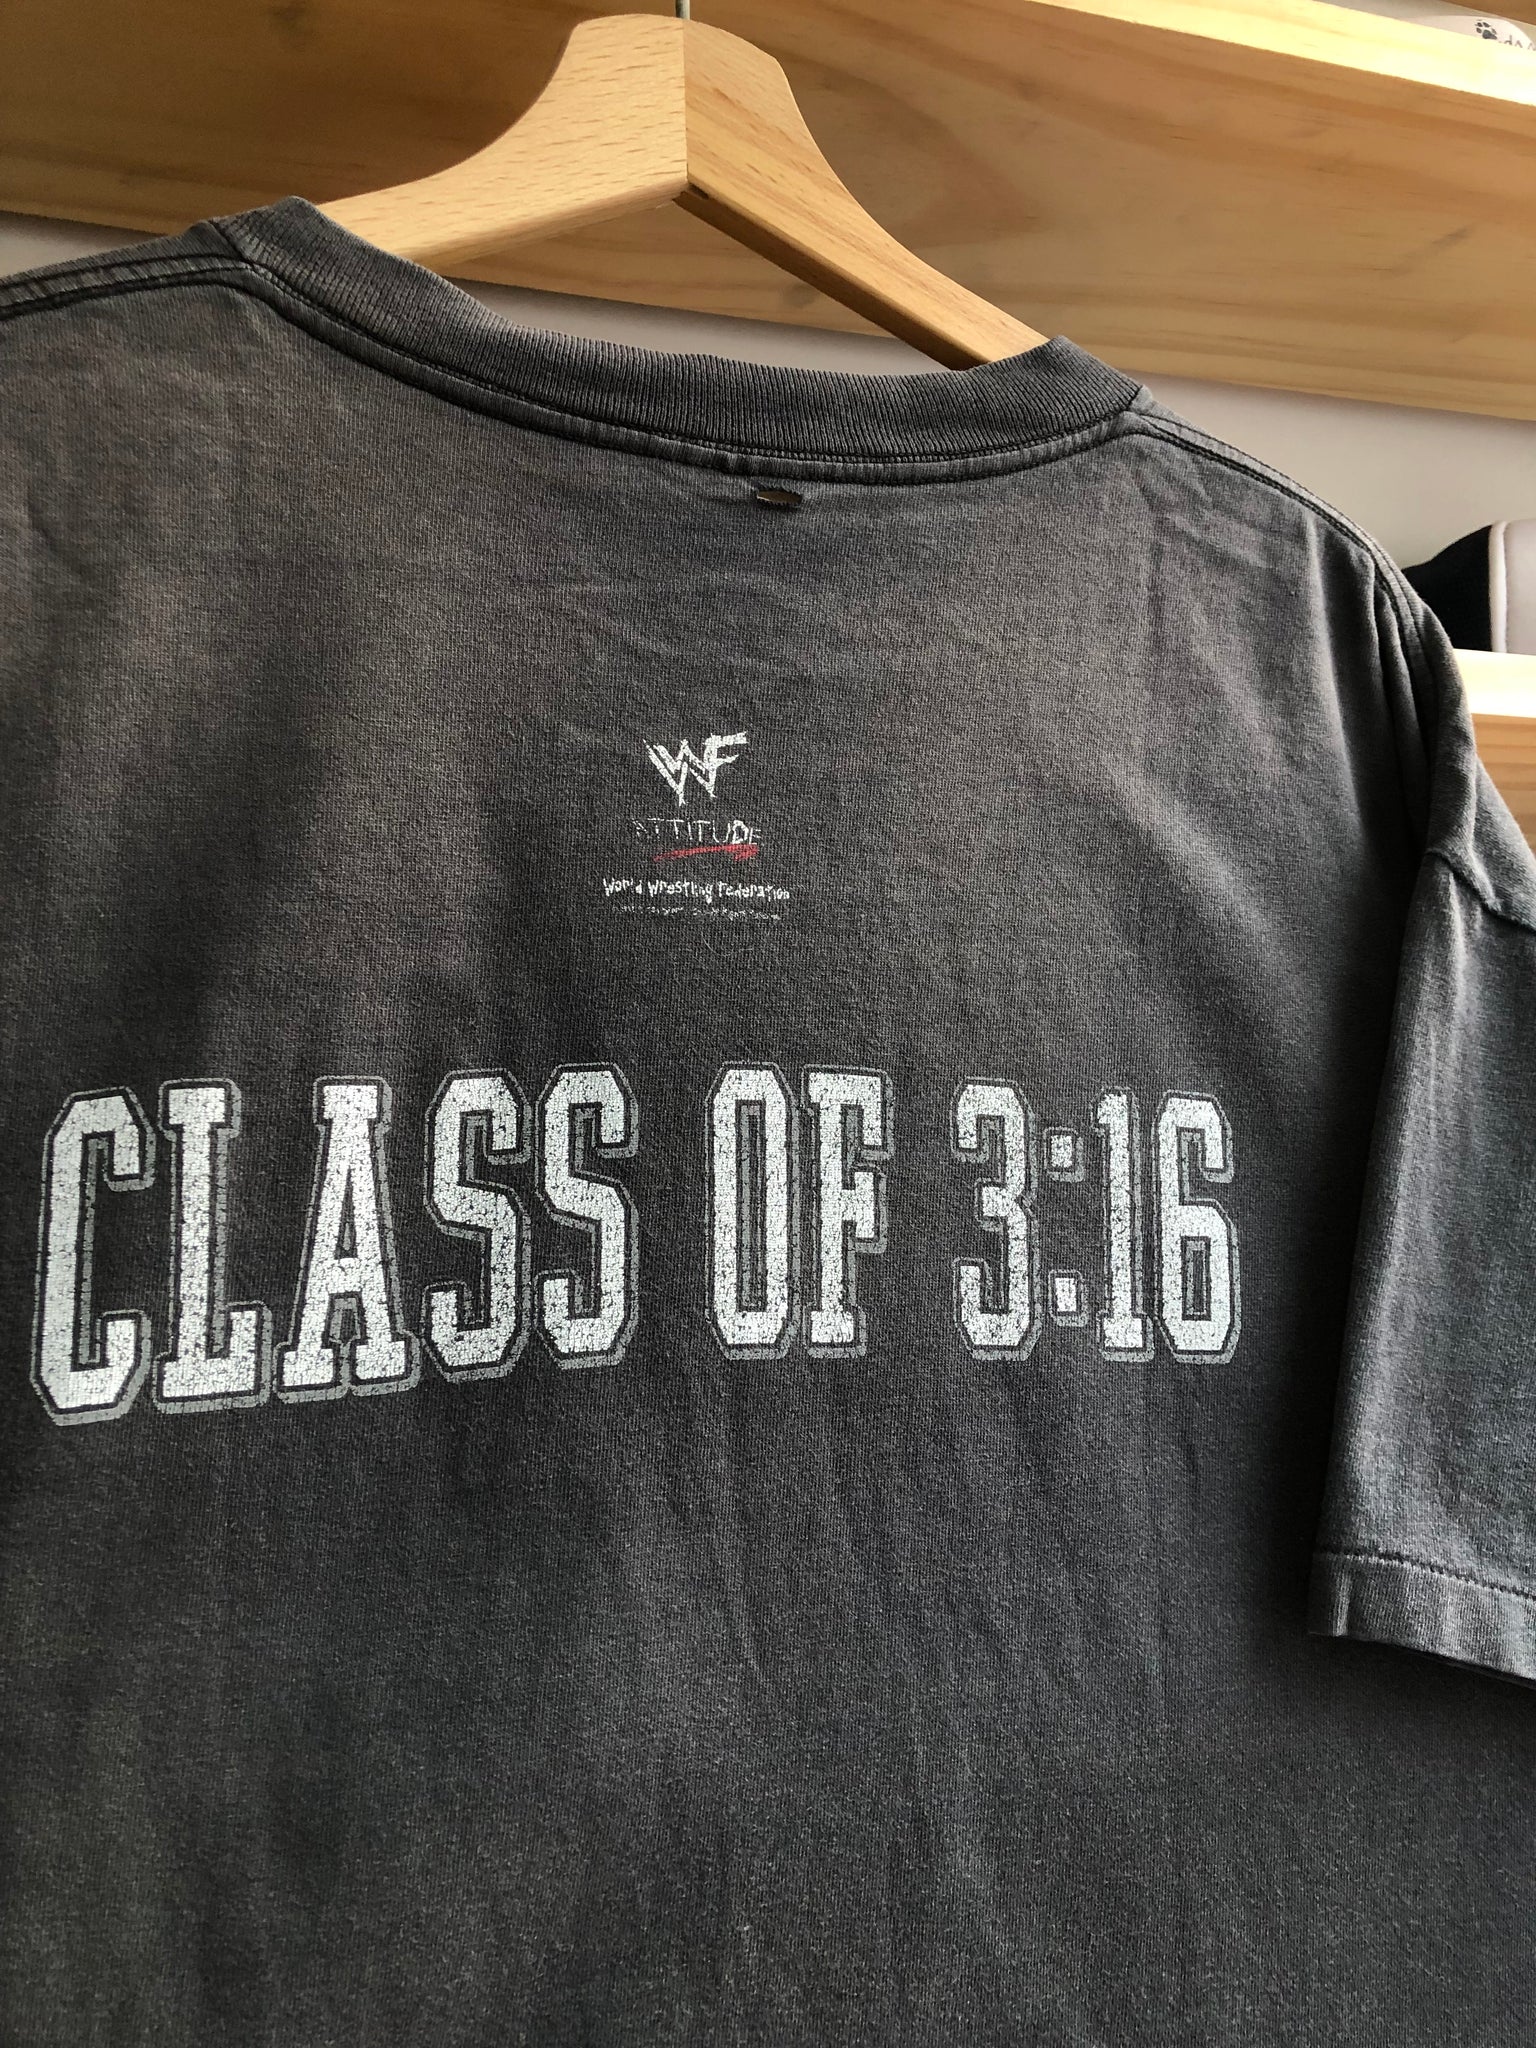 WF
ATTITUDE
World Wrestling Federation
CLASS OF 3:16